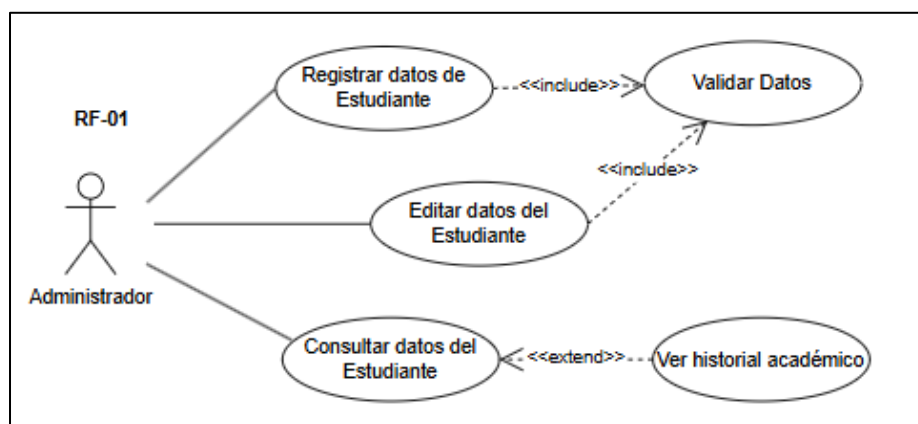 Registrar datos de
Estudiante
<<include>>
Validar Datos
RF-01
<<include>>
Editar datos del
Estudiante
Administrador
Consultar datos del
Estudiante
<<extend>>
Ver historial académico